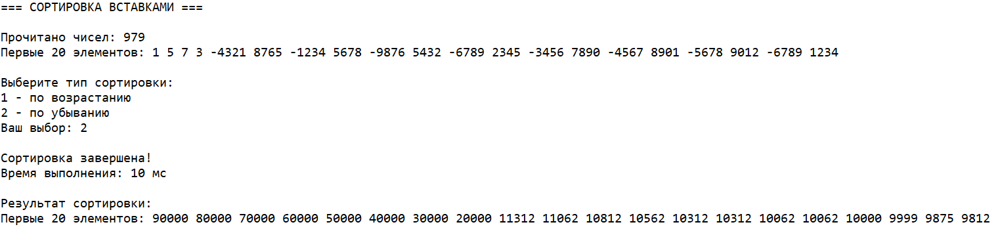 === СОРТИРОВКА ВСТАВКАМИ ===
Прочитано чисел: 979
Первые 20 элементов: 1 5 7 3 -4321 8765 -1234 5678 -9876 5432 -6789 2345 -3456 7890 -4567 8901 -5678 9012 -6789 1234
Выберите тип сортировки:
1 - по возрастанию
2 - по убыванию
Ваш выбор: 2
Сортировка завершена!
Время выполнения: 10 мс
Результат сортировки:
Первые 20 элементов: 90000 80000 70000 60000 50000 40000 30000 20000 11312 11062 10812 10562 10312 10312 10062 10062 10000 9999 9875 9812